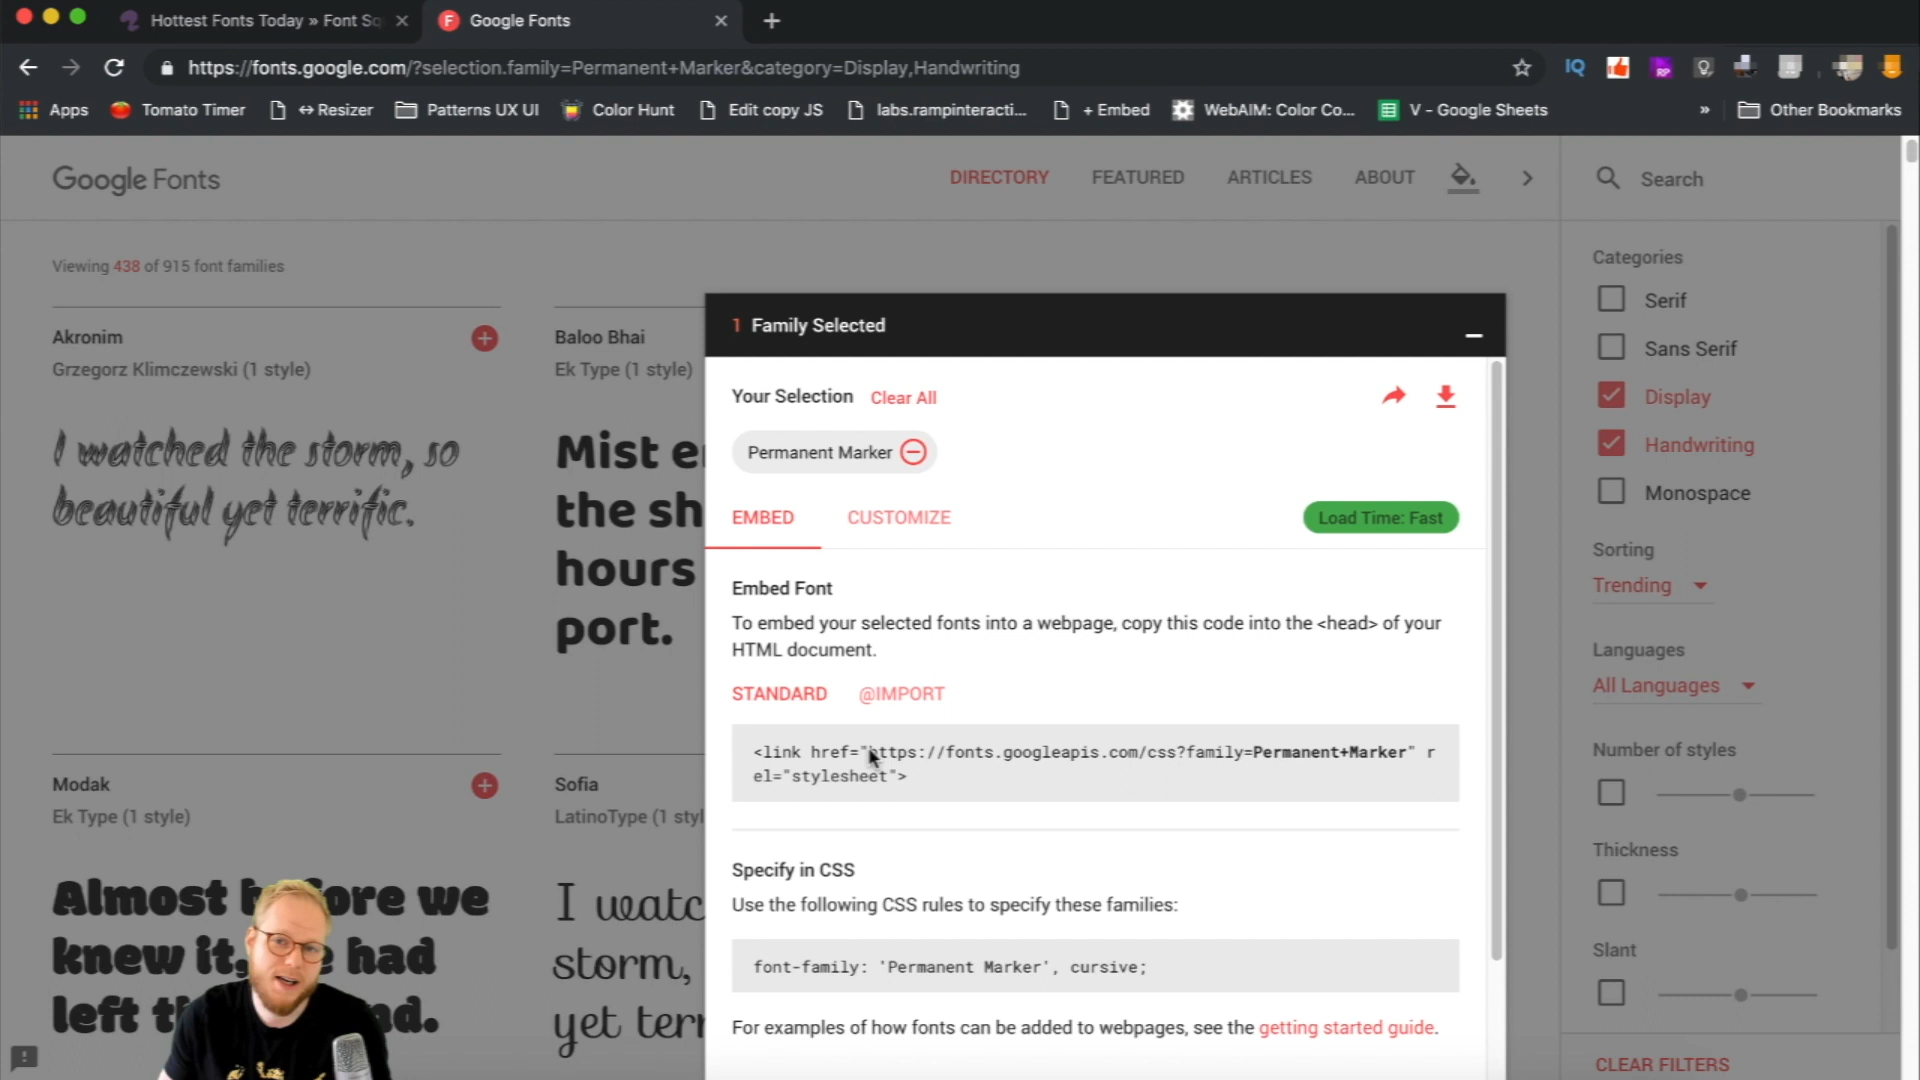 Hottest Fonts Today » Font Sq
Google Fonts
https://fonts.google.com/?selection.family=Permanent+Marker&category=Display,Handwriting
IQ
RP
Apps
Tomato Timer
↔Resizer
Patterns UX UI
Color Hunt
Edit copy JS
labs.rampinteracti...
+ Embed
WebAIM: Color Co...
V - Google Sheets
»
Other Bookmarks
Google Fonts
DIRECTORY
FEATURED
ARTICLES
ABOUT
Search
Viewing 438 of 915 font families
Akronim
Grzegorz Klimczewski (1 style)
I watched the storm, so
beautiful yet terrific.
Baloo Bhai
Ek Type (1 style)
Mist e
the sh
hours
port.
Modak
Ek Type (1 style)
Almost before we
knew it, we had
left th nd.
Sofia
LatinoType (1 styl
I watc
storm,
yet terr
1 Family Selected
Your Selection Clear All
Permanent Marker
EMBED
CUSTOMIZE
Load Time: Fast
Embed Font
To embed your selected fonts into a webpage, copy this code into the <head> of your
HTML document.
STANDARD
@IMPORT
<link href="https://fonts.googleapis.com/css?family=Permanent+Marker" r
el="stylesheet">
Specify in CSS
Use the following CSS rules to specify these families:
font-family: 'Permanent Marker', cursive;
For examples of how fonts can be added to webpages, see the getting started guide.
Categories
Serif
Sans Serif
Display
Handwriting
Monospace
Sorting
Trending
Languages
All Languages
Number of styles
Thickness
Slant
CLEAR FILTERS